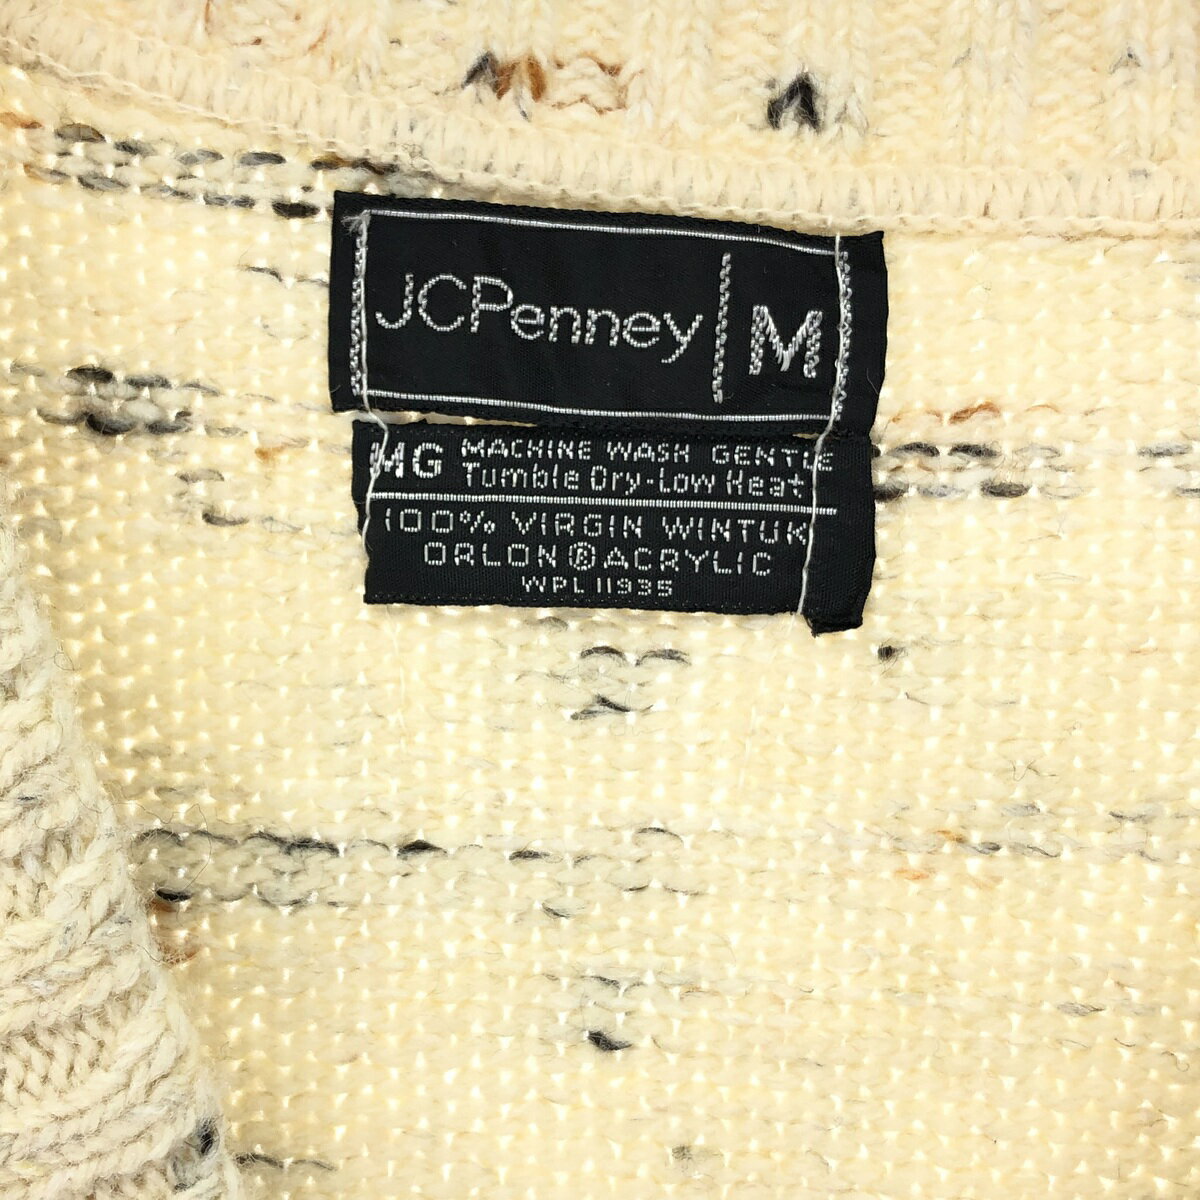 JCPenney | M
MG MACHINE WASH GENTLE
Tumble Dry-Low Heat
100% VIRGIN WINTUK
ORLON ® ACRYLIC
WPL 11935